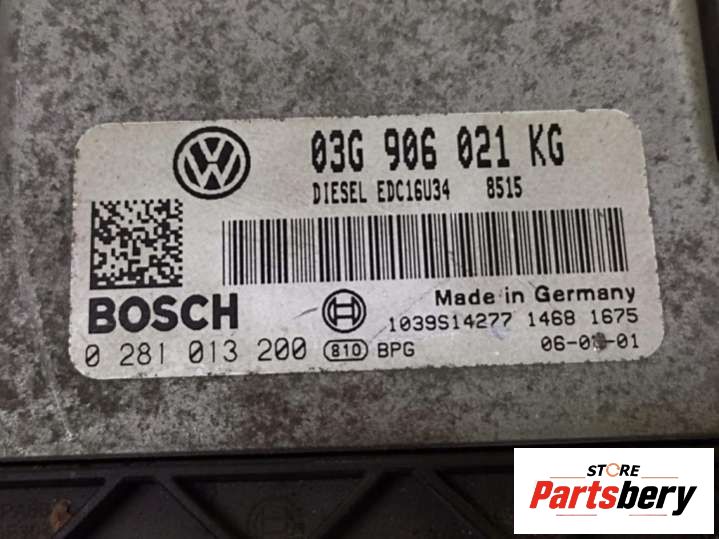 03G 906 021 KG
DIESEL EDC16U34 8515
BOSCH
Made in Germany
1039S14277 1468 1675
0 281 013 200 810 BPG
STORE
Partsbery